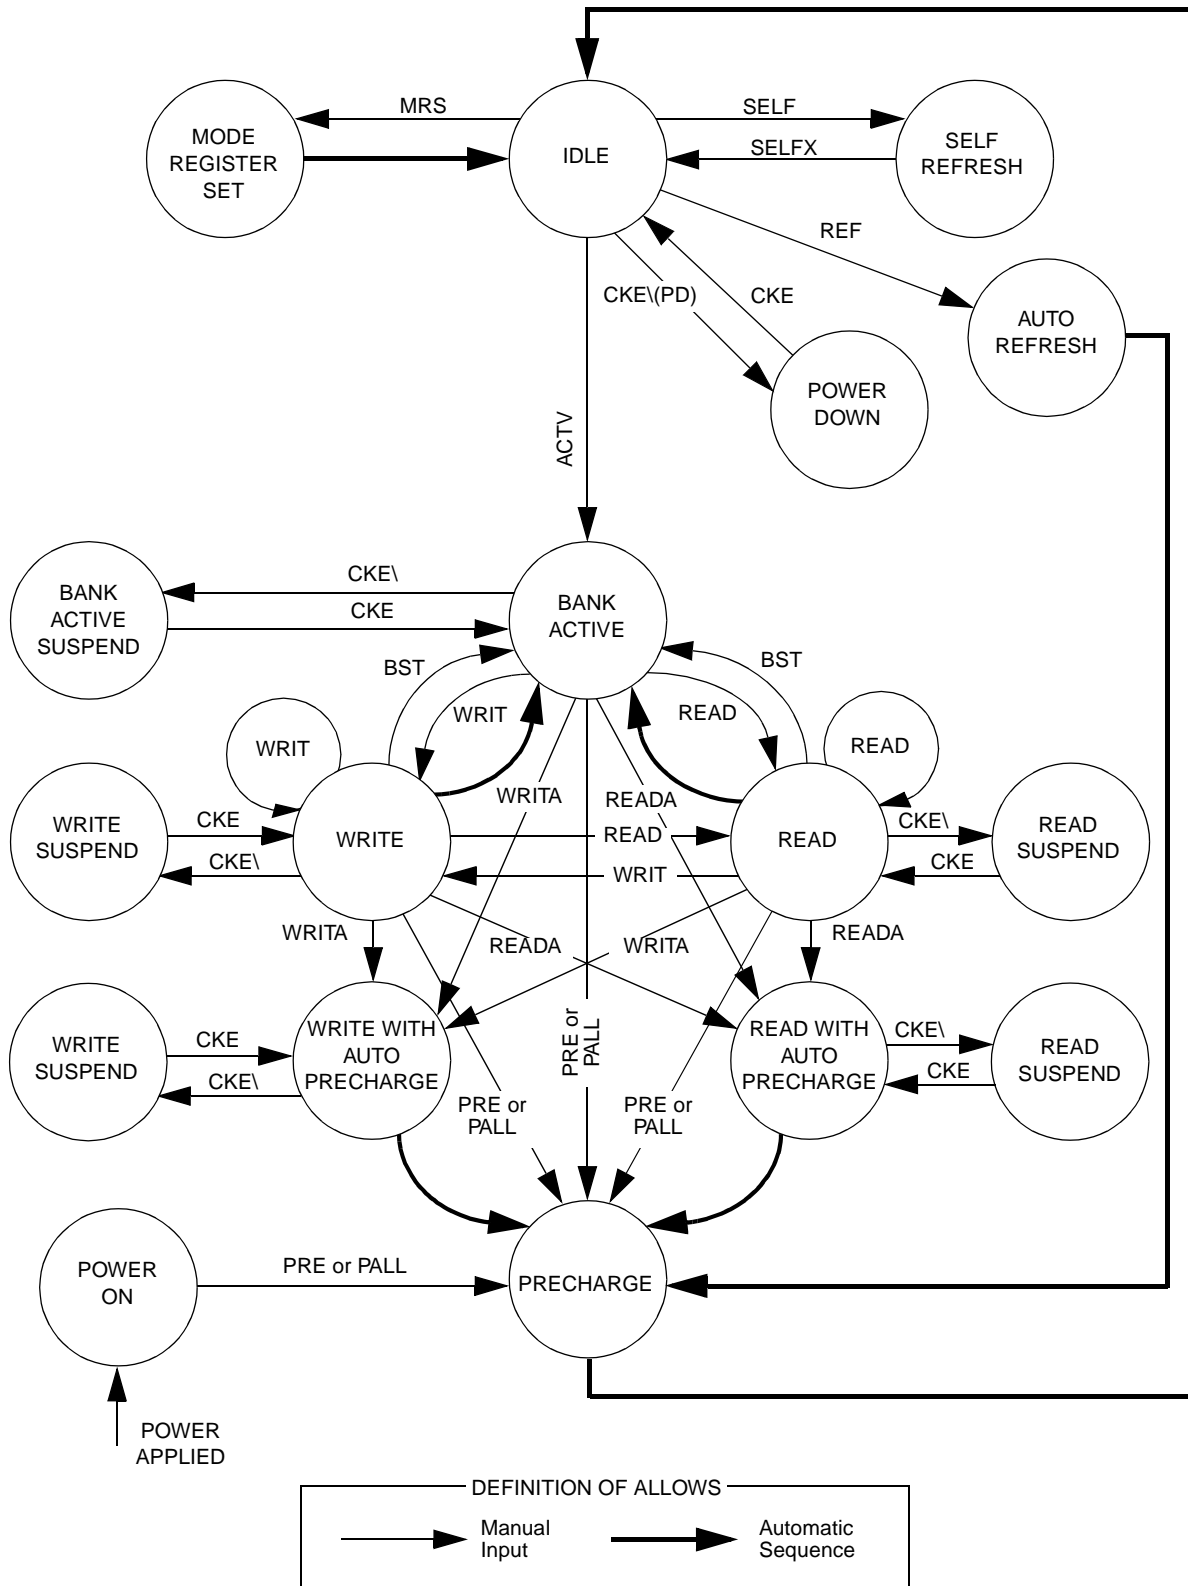 MRS
SELF
MODE
REGISTER
SET
IDLE
SELFX
SELF
REFRESH
REF
CKE\(PD)
CKE
AUTO
REFRESH
POWER
DOWN
ACTV
BANK
ACTIVE
SUSPEND
CKE\
CKE
BANK
ACTIVE
BST
BST
WRIT
READ
WRIT
READ
WRITA
READA
WRITE
SUSPEND
CKE
CKE\
WRITE
READ
WRIT
READ
CKE\
CKE
READ
SUSPEND
WRITA
READA
WRITA
READA
WRITE
SUSPEND
CKE
CKE\
WRITE WITH
AUTO
PRECHARGE
PRE or
PALL
READ WITH
AUTO
PRECHARGE
CKE\
CKE
READ
SUSPEND
PRE or
PALL
PRE or
PALL
POWER
ON
PRE or PALL
PRECHARGE
POWER
APPLIED
DEFINITION OF ALLOWS
Manual
Input
Automatic
Sequence